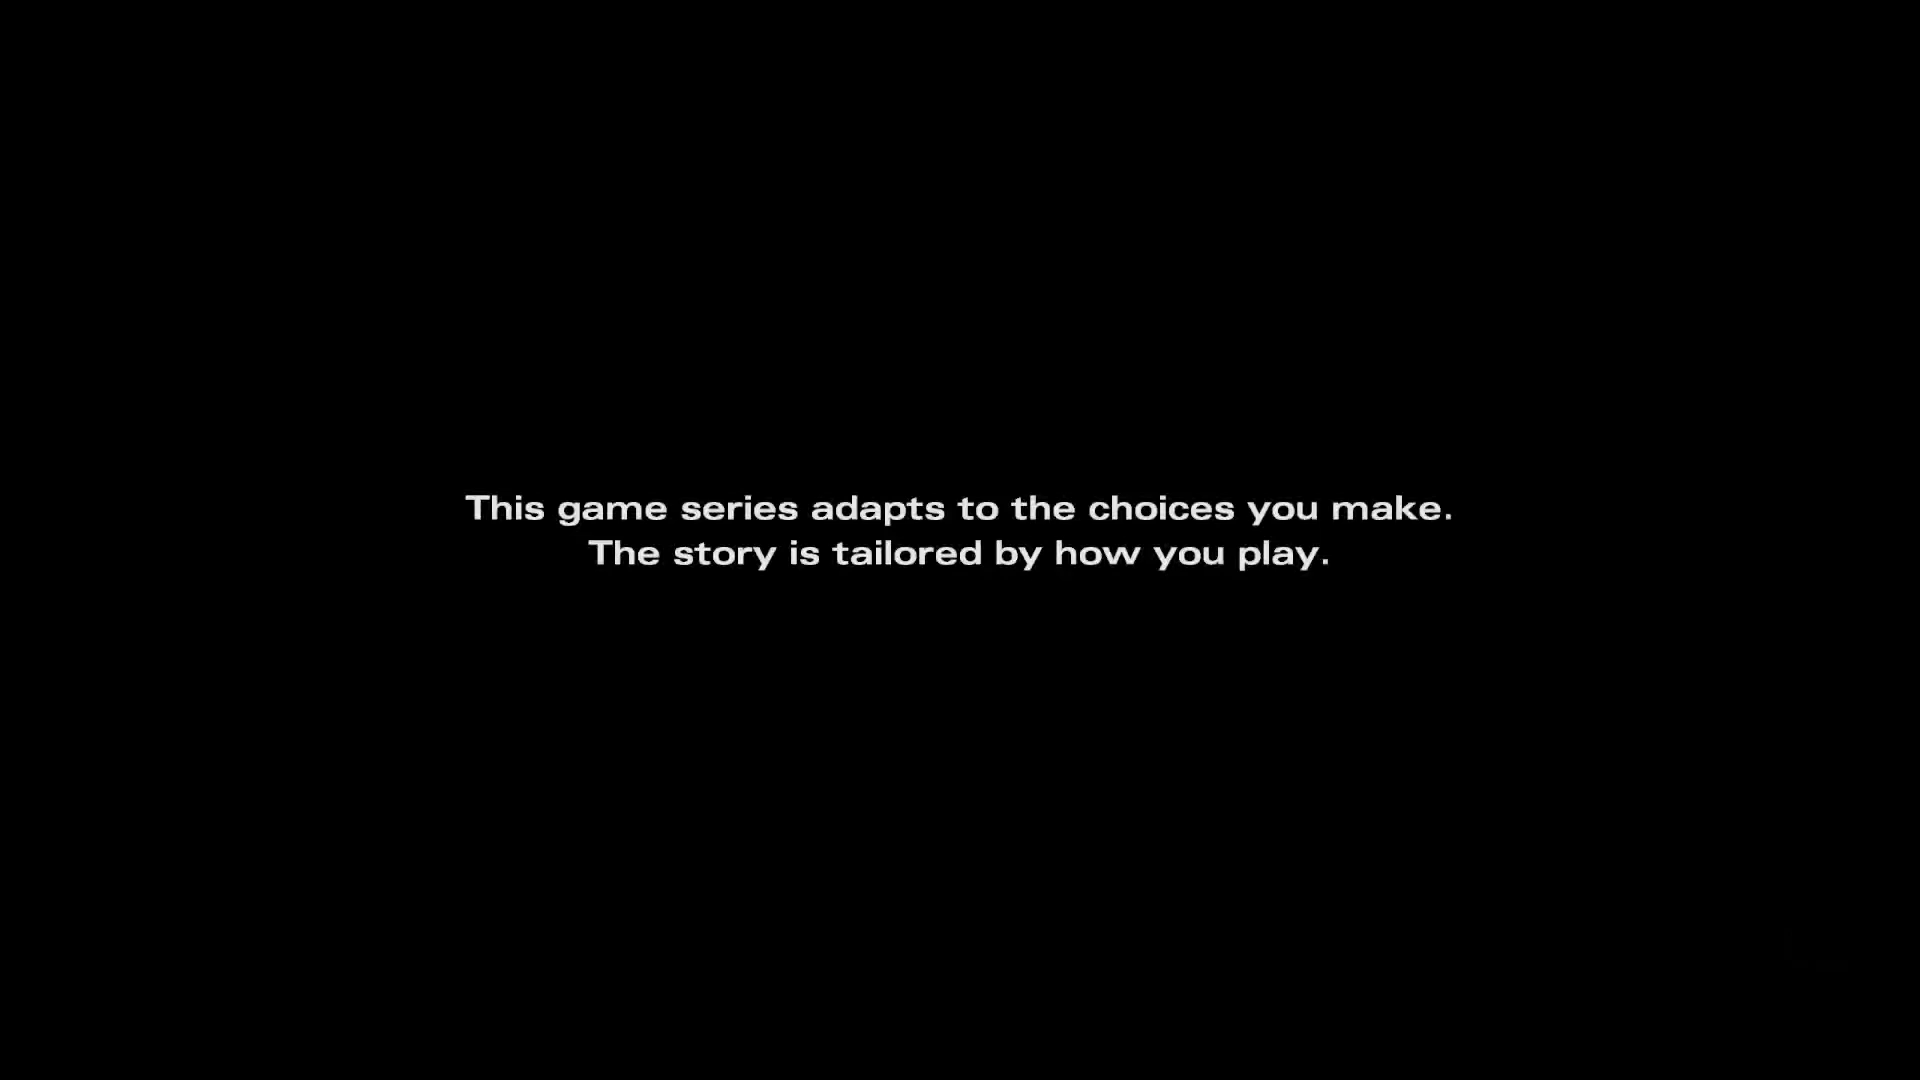 This game series adapts to the choices you make.
The story is tailored by how you play.